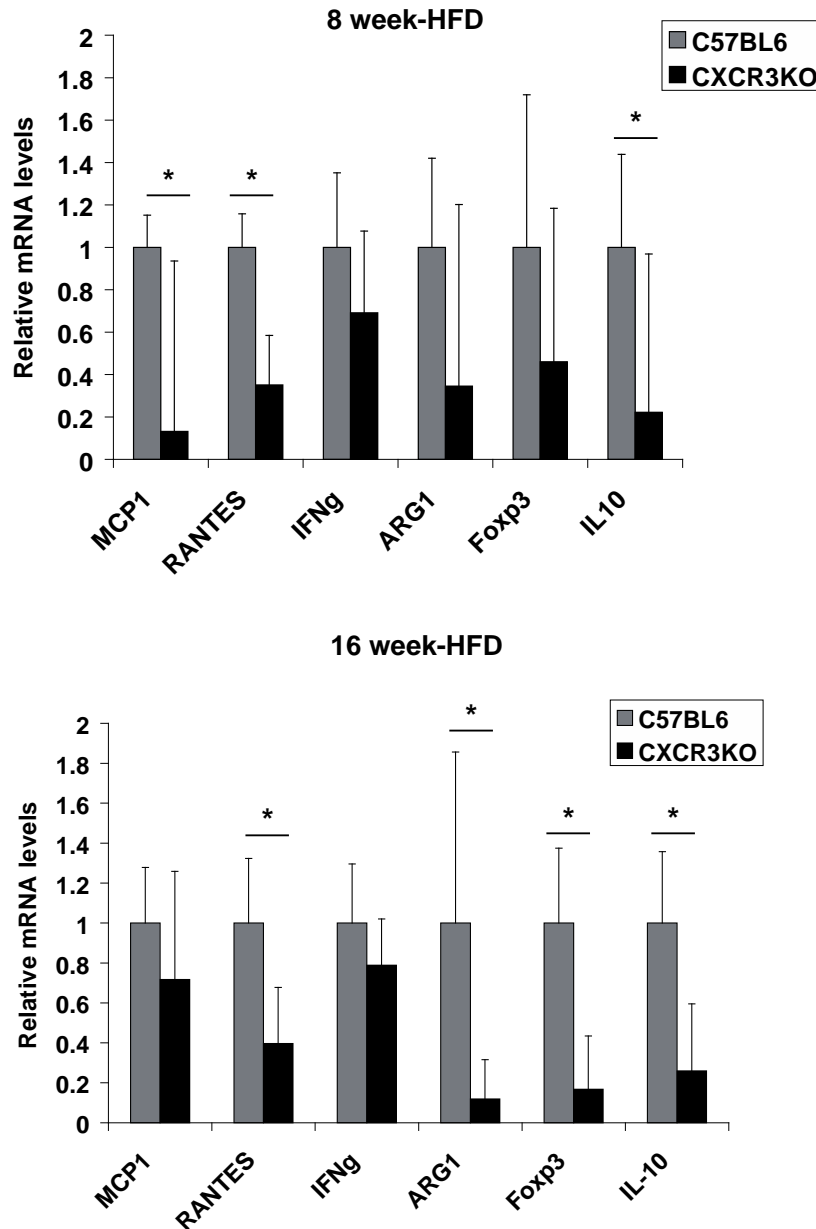 8 week-HFD
C57BL6
CXCR3KO
Relative mRNA levels
2
1.8
1.6
1.4
1.2
1
0.8
0.6
0.4
0.2
0
*
*
*
MCP1
RANTES
IFNg
ARG1
Foxp3
IL10
16 week-HFD
C57BL6
CXCR3KO
Relative mRNA levels
2
1.8
1.6
1.4
1.2
1
0.8
0.6
0.4
0.2
0
*
*
*
*
MCP1
RANTES
IFNg
ARG1
Foxp3
IL-10